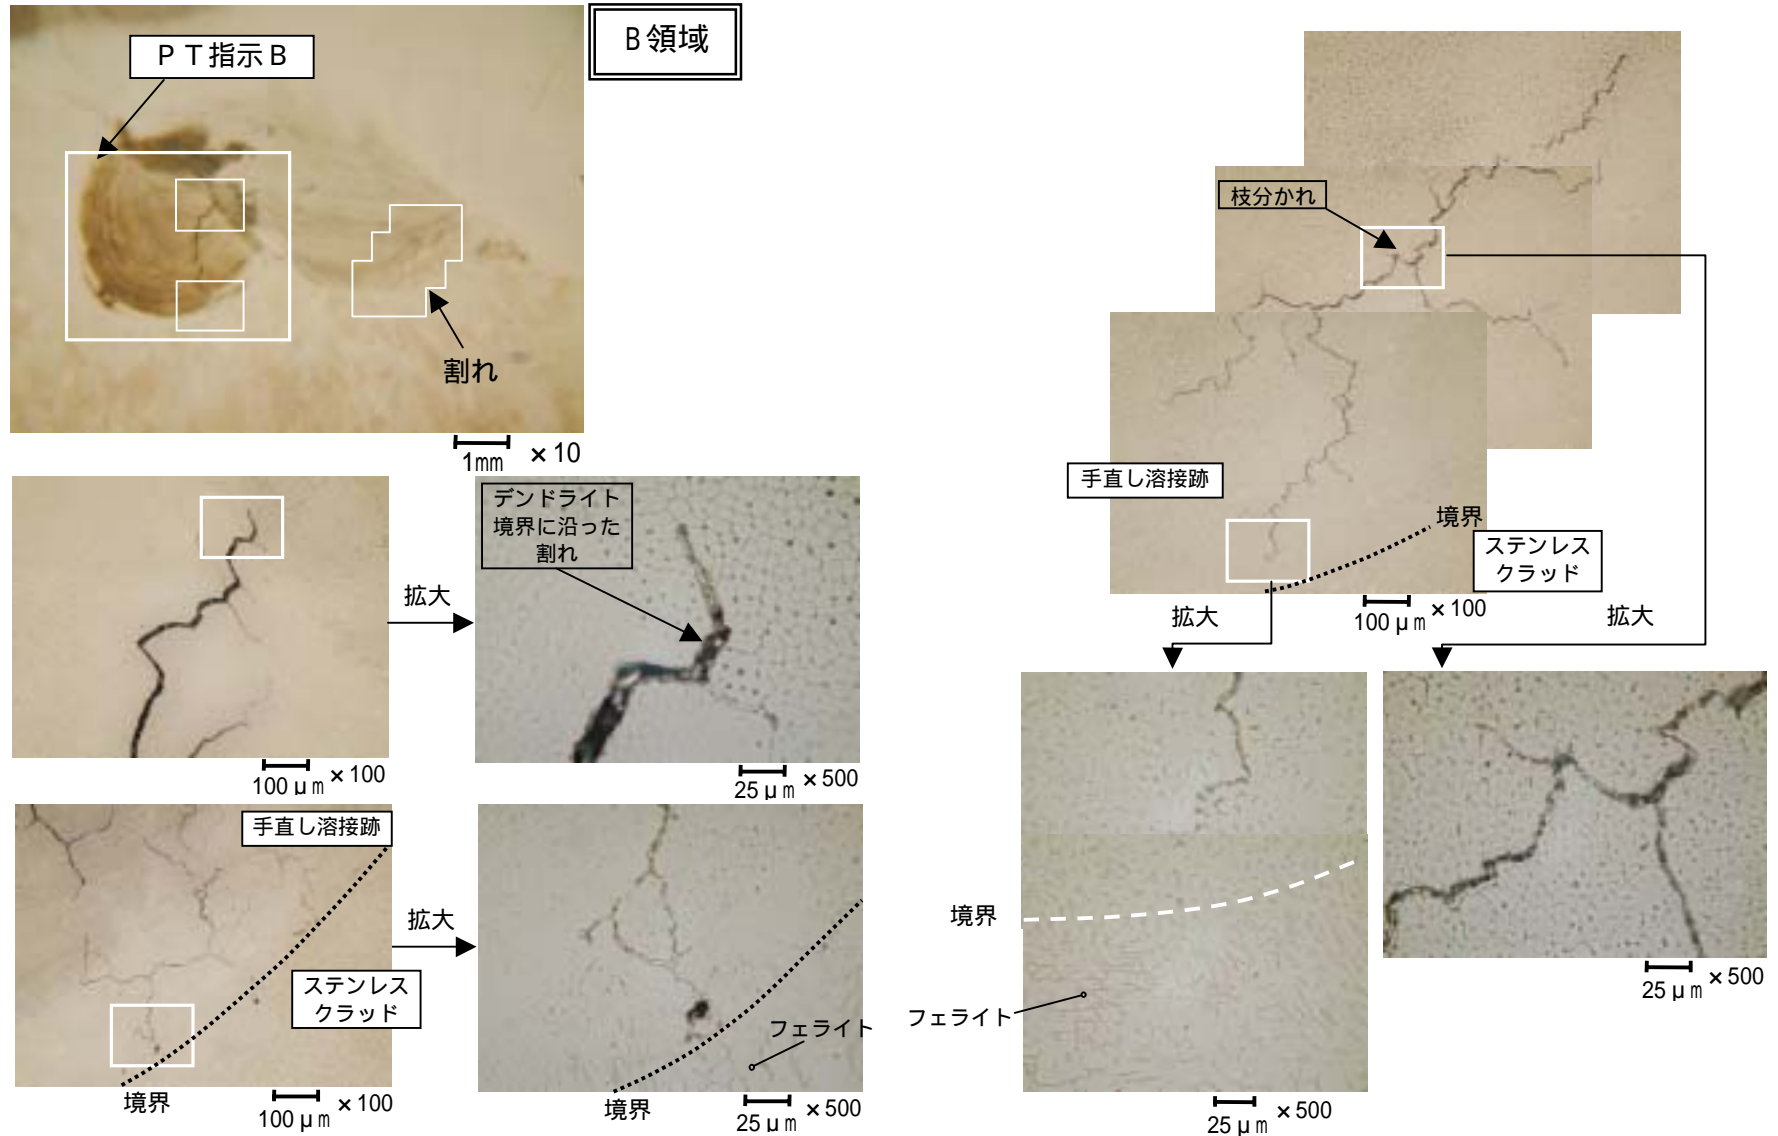 B領域
PT指示B
割れ
1mm ×10
デンドライト
境界に沿った
割れ
拡大
100μm ×100
25μm ×500
手直し溶接跡
拡大
ステンレス
クラッド
フェライト
境界
100μm ×100
境界
25μm ×500
枝分かれ
手直し溶接跡
境界
ステンレス
クラッド
100μm ×100
拡大
拡大
境界
フェライト
25μm ×500
25μm ×500